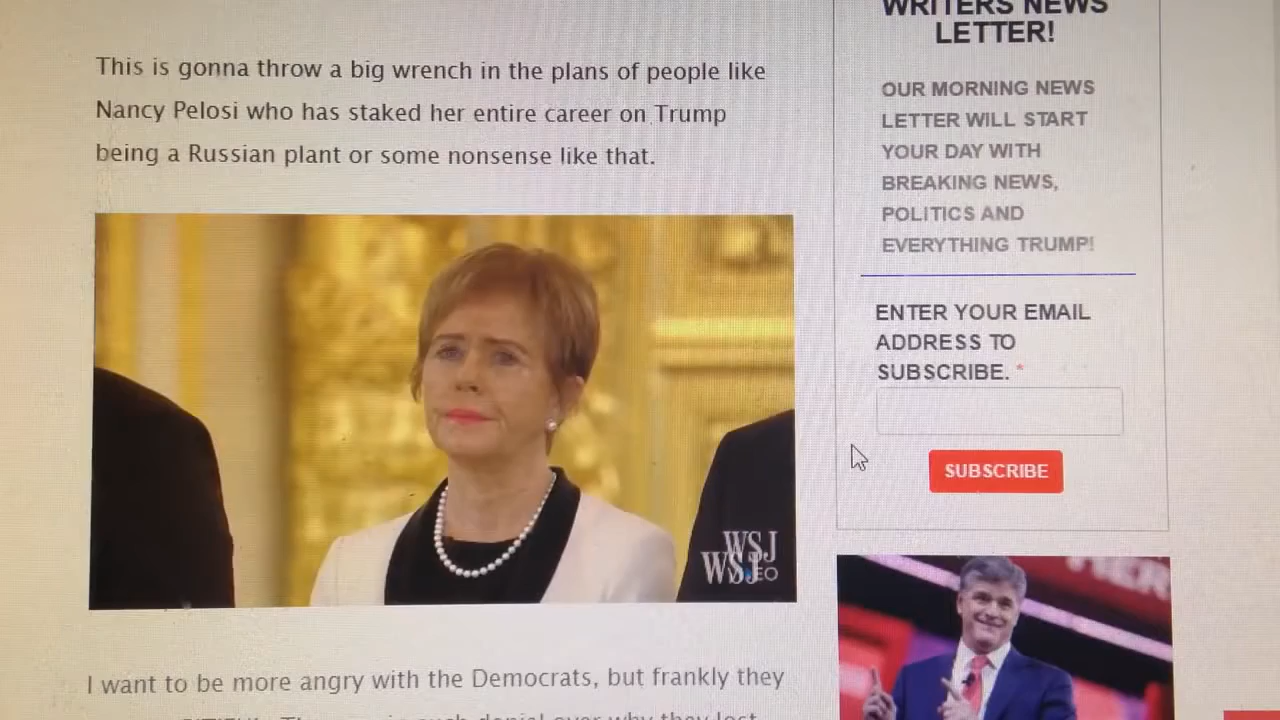 This is gonna throw a big wrench in the plans of people like
Nancy Pelosi who has staked her entire career on Trump
being a Russian plant or some nonsense like that.
WSJ
WSJ
I want to be more angry with the Democrats, but frankly they
WRITERS NEWS
LETTER!
OUR MORNING NEWS
LETTER WILL START
YOUR DAY WITH
BREAKING NEWS,
POLITICS AND
EVERYTHING TRUMP!
ENTER YOUR EMAIL
ADDRESS TO
SUBSCRIBE. *
SUBSCRIBE